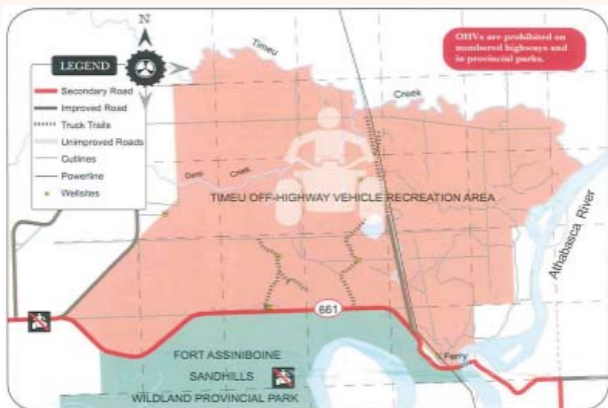 N
OHVs are prohibited on
numbered highways and
in provincial parks.
LEGEND
Secondary Road
Improved Road
Truck Trails
Unimproved Roads
Cutlines
Powerline
Wellsites
Timeu
Creek
Creek
TIMEU OFF-HIGHWAY VEHICLE RECREATION AREA
Athabasca River
661
FORT ASSINIBOINE
SANDHILLS
WILDLAND PROVINCIAL PARK
Ferry